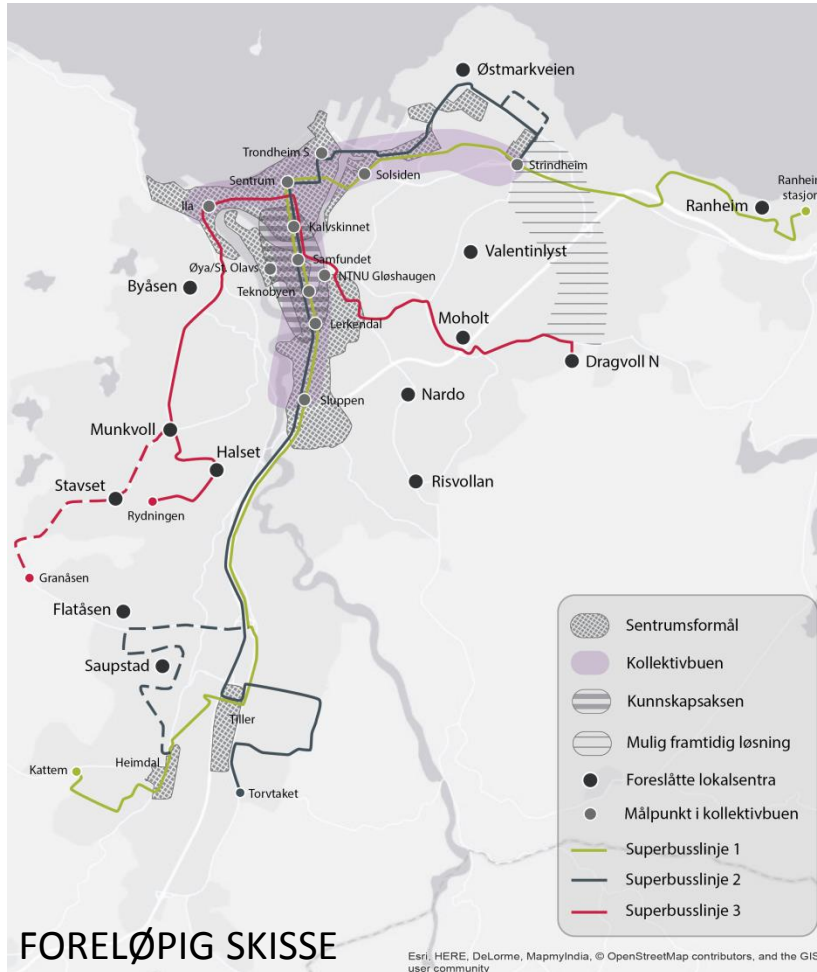 Østmarkveien
Trondheim S
Strindheim
Sentrum
Solsiden
Ranheim
stasjon
Ila
Ranheim
Kalvskinnet
Samfundet
Valentinlyst
Øya/St. Olavs
NTNU Gløshaugen
Byåsen
Teknobyen
Moholt
Lerkendal
Dragvoll N
Sluppen
Nardo
Munkvoll
Halset
Risvollan
Stavset
Rydningen
Granåsen
Flatåsen
Saupstad
Tiller
Heimdal
Kattem
Torvtaket
Sentrumsformål
Kollektivbuen
Kunnskapsaksen
Mulig framtidig løsning
Foreslåtte lokalsentra
Målpunkt i kollektivbuen
Superbusslinje 1
Superbusslinje 2
Superbusslinje 3
FORELØPIG SKISSE
Esri, HERE, DeLorme, MapmyIndia, © OpenStreetMap contributors, and the GIS
user community